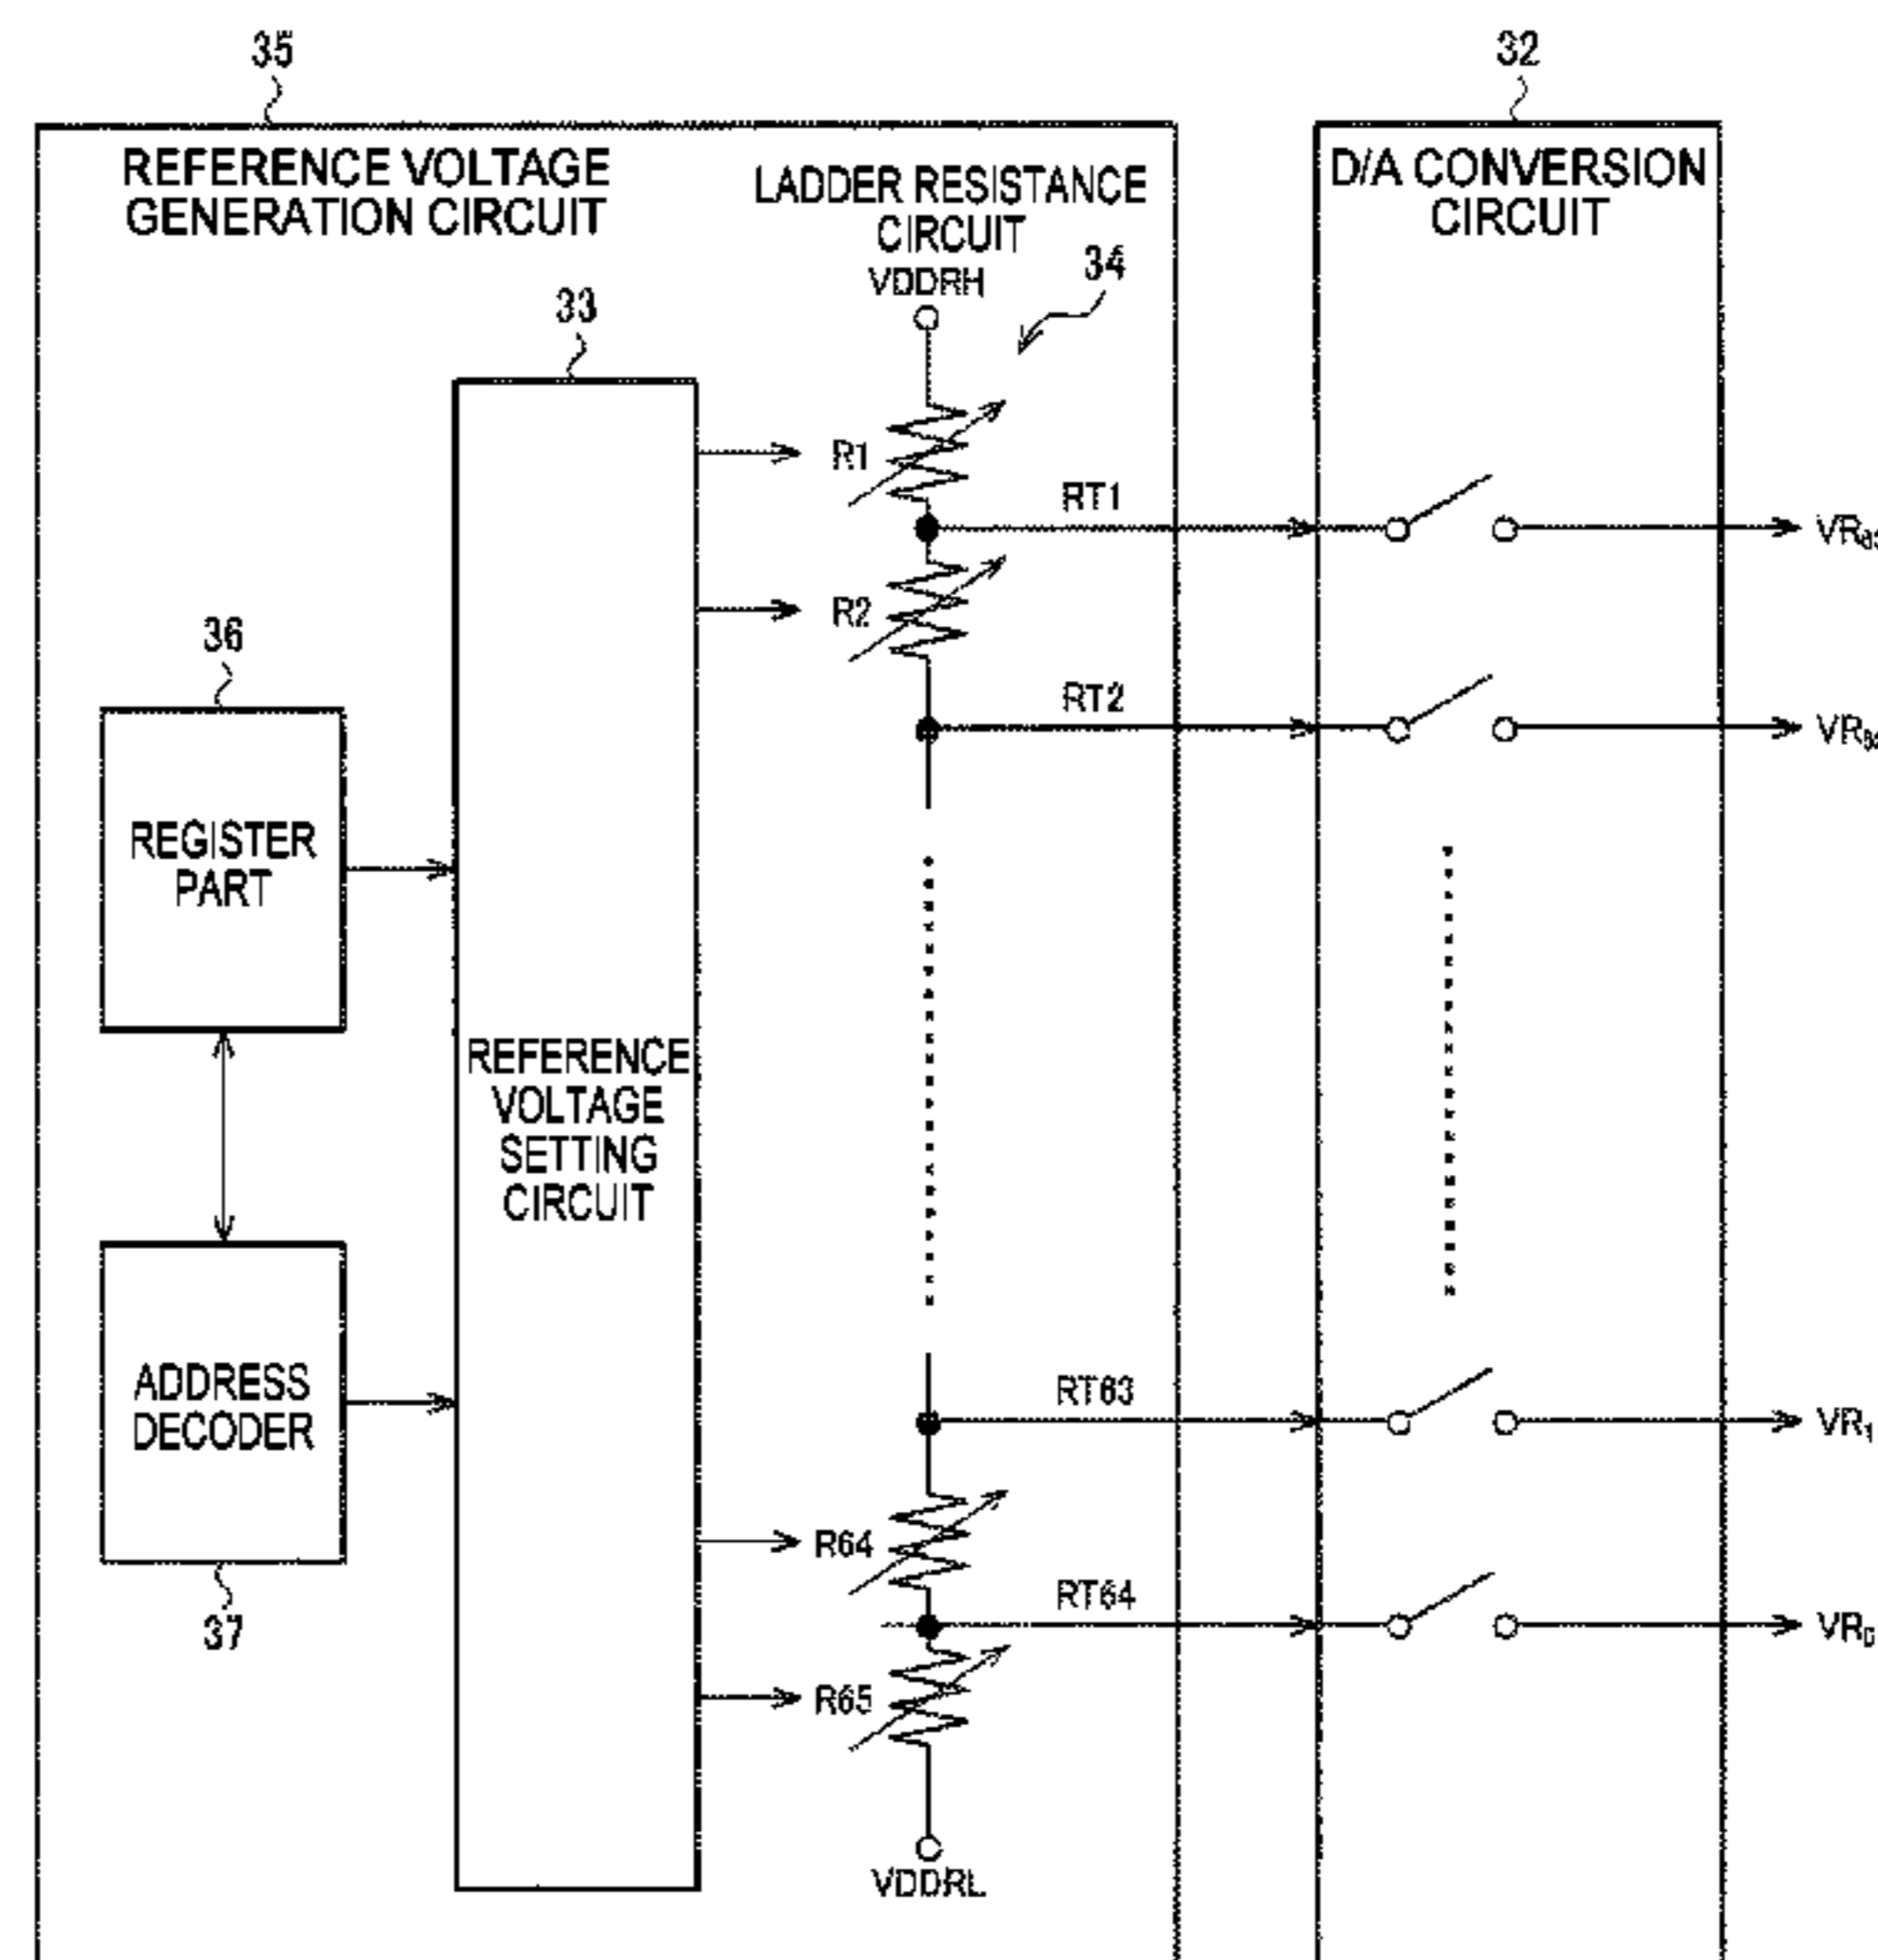 35
32
REFERENCE VOLTAGE
GENERATION CIRCUIT
LADDER RESISTANCE
CIRCUIT
VDDRH
34
D/A CONVERSION
CIRCUIT
33
R1
RT1
R2
RT2
36
REGISTER
PART
REFERENCE
VOLTAGE
SETTING
CIRCUIT
ADDRESS
DECODER
37
RT63
VR1
R64
RT64
VR0
R65
VDDRL